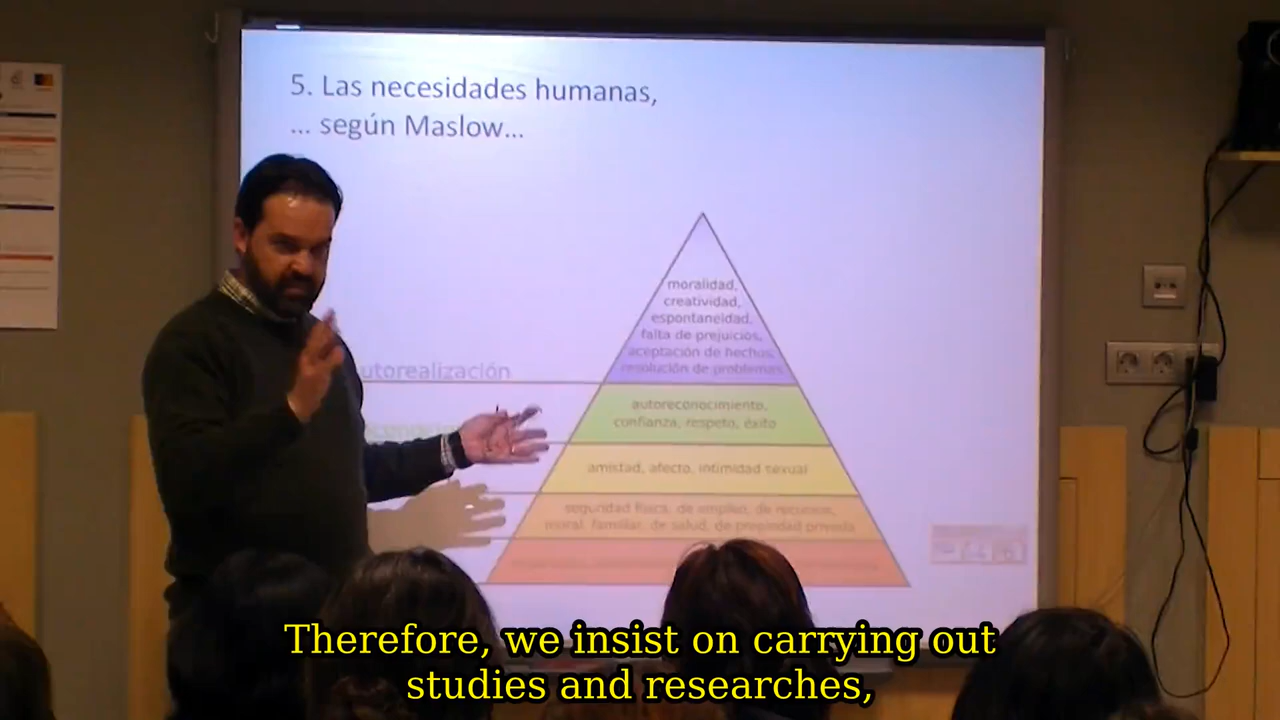 5. Las necesidades humanas,
... según Maslow...
moralidad,
creatividad,
espontaneidad,
falta de prejuicios,
aceptación de hechos,
resolución de problemas
utorealización
autoreconocimiento,
confianza, respeto, éxito
amistad, afecto, intimidad sexual
seguridad física, de empleo, de recursos,
moral, familiar, de salud, de propiedad privada
Therefore, we insist on carrying out
studies and researches,